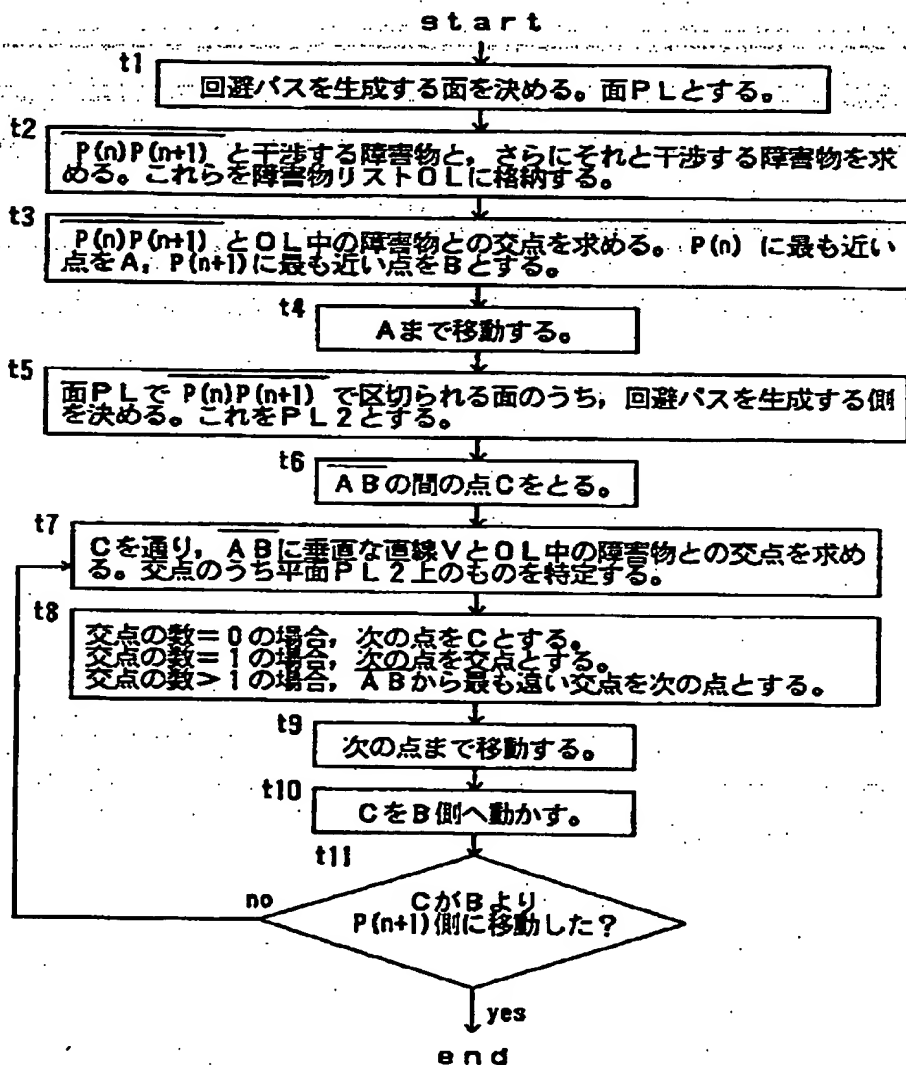 start
t1
回避パスを生成する面を決める。面PLとする。
t2
P(n)P(n+1) と干渉する障害物と,さらにそれと干渉する障害物を求
める。これらを障害物リストOLに格納する。
t3
P(n)P(n+1) とOL中の障害物との交点を求める。 P(n) に最も近い
点をA, P(n+1)に最も近い点をBとする。
t4
Aまで移動する。
t5
面PLで P(n)P(n+1) で区切られる面のうち,回避パスを生成する側
を決める。これをPL2とする。
t6
ABの間の点Cをとる。
t7
Cを通り, ABに垂直な直線VとOL中の障害物との交点を求め
る。交点のうち平面PL2上のものを特定する。
t8
交点の数=0の場合,次の点をCとする。
交点の数=1の場合,次の点を交点とする。
交点の数>1の場合, ABから最も遠い交点を次の点とする。
t9
次の点まで移動する。
t10
CをB側へ動かす。
t11
CがBより
P(n+1)側に移動した?
no
yes
end